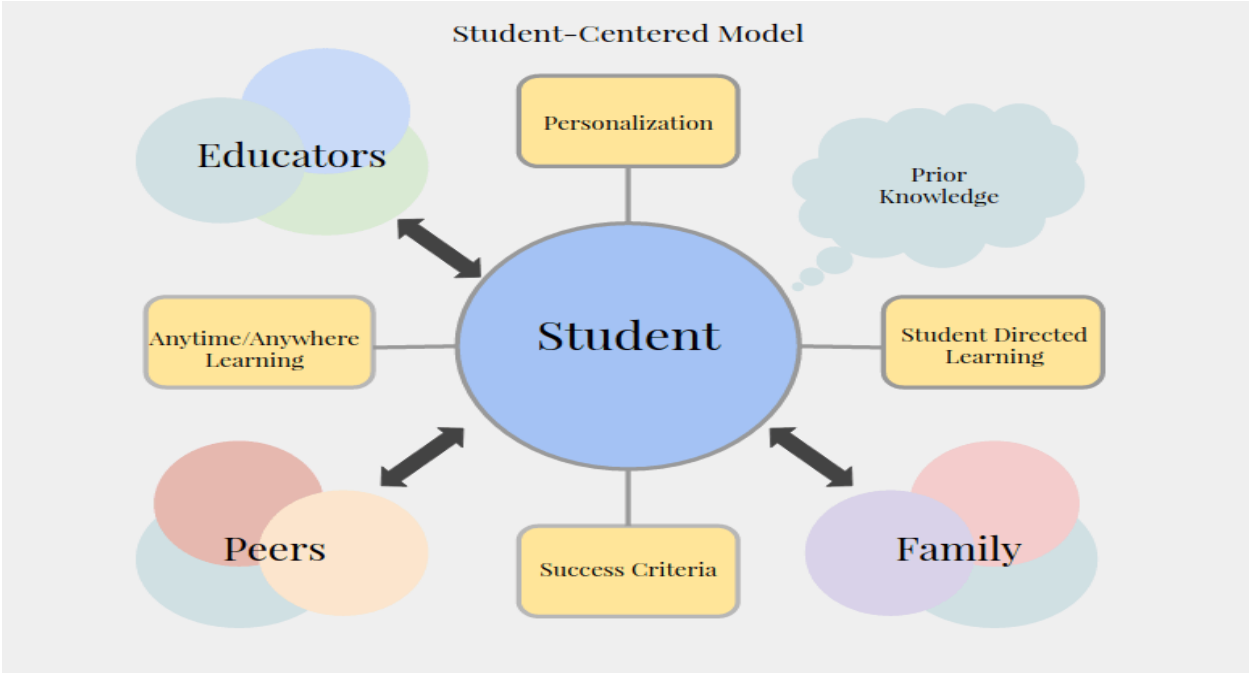 Student-Centered Model
Personalization
Educators
Prior
Knowledge
Student
Anytime/Anywhere
Learning
Student Directed
Learning
Peers
Family
Success Criteria